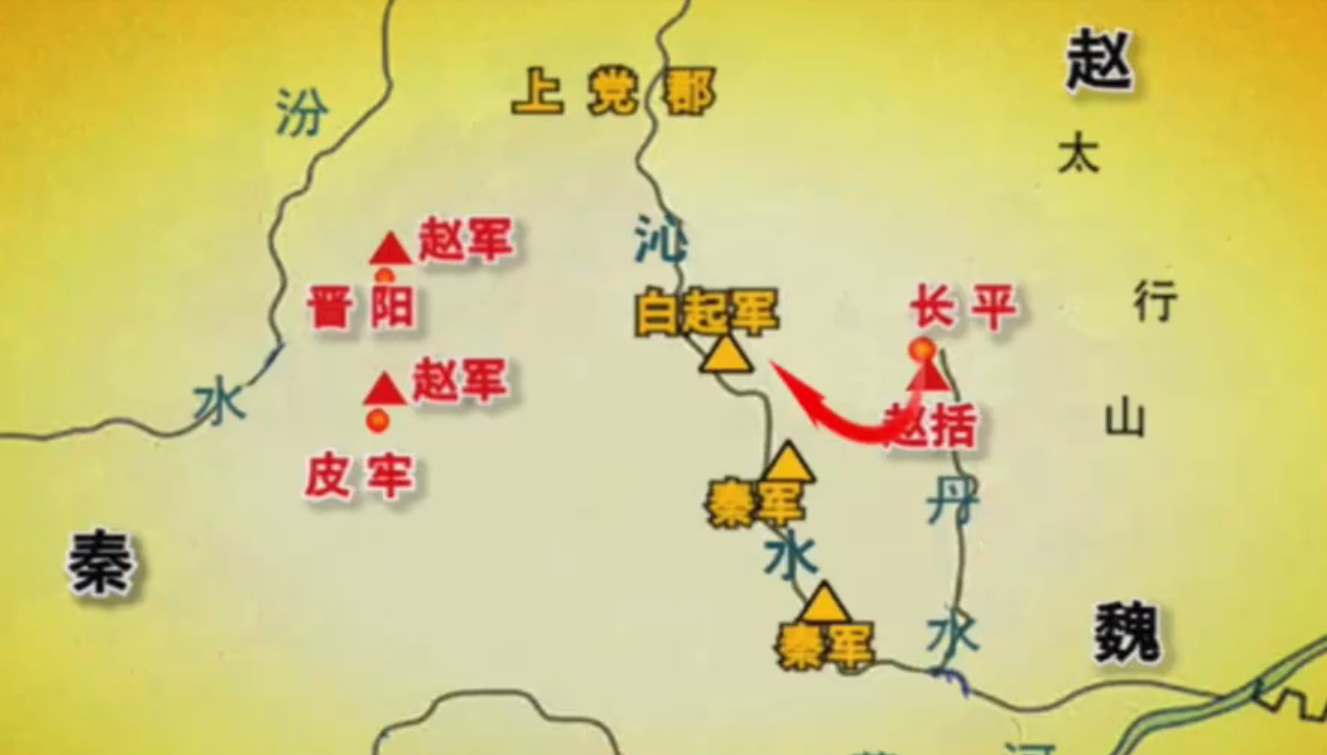 赵
上党郡
汾
太
赵军
沁
晋阳
白起军
长平
行
赵军
水
赵括
山
皮牢
秦军
丹
水
秦
秦军
水
魏
河